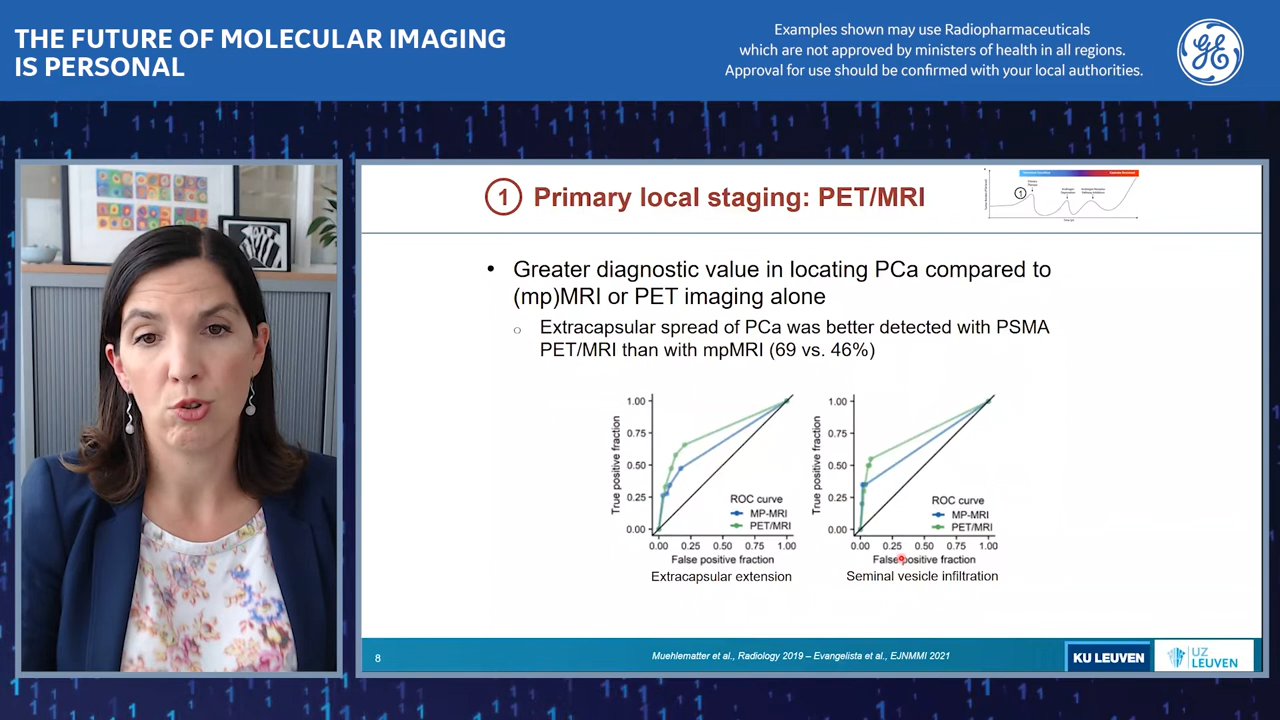 THE FUTURE OF MOLECULAR IMAGING
IS PERSONAL
Examples shown may use Radiopharmaceuticals
which are not approved by ministers of health in all regions.
Approval for use should be confirmed with your local authorities.
GE
1 Primary local staging: PET/MRI
1
• Greater diagnostic value in locating PCa compared to
(mp)MRI or PET imaging alone
o Extracapsular spread of PCa was better detected with PSMA
PET/MRI than with mpMRI (69 vs. 46%)
True positive fraction
1.00
0.75
0.50
0.25
0.00
ROC curve
MP-MRI
PET/MRI
0.00 0.25 0.50 0.75 1.00
False positive fraction
Extracapsular extension
True positive fraction
1.00
0.75
0.50
0.25
0.00
ROC curve
MP-MRI
PET/MRI
0.00 0.25 0.50 0.75 1.00
False positive fraction
Seminal vesicle infiltration
8
Muehlematter et al., Radiology 2019 – Evangelista et al., EJNMMI 2021
KU LEUVEN
UZ
LEUVEN